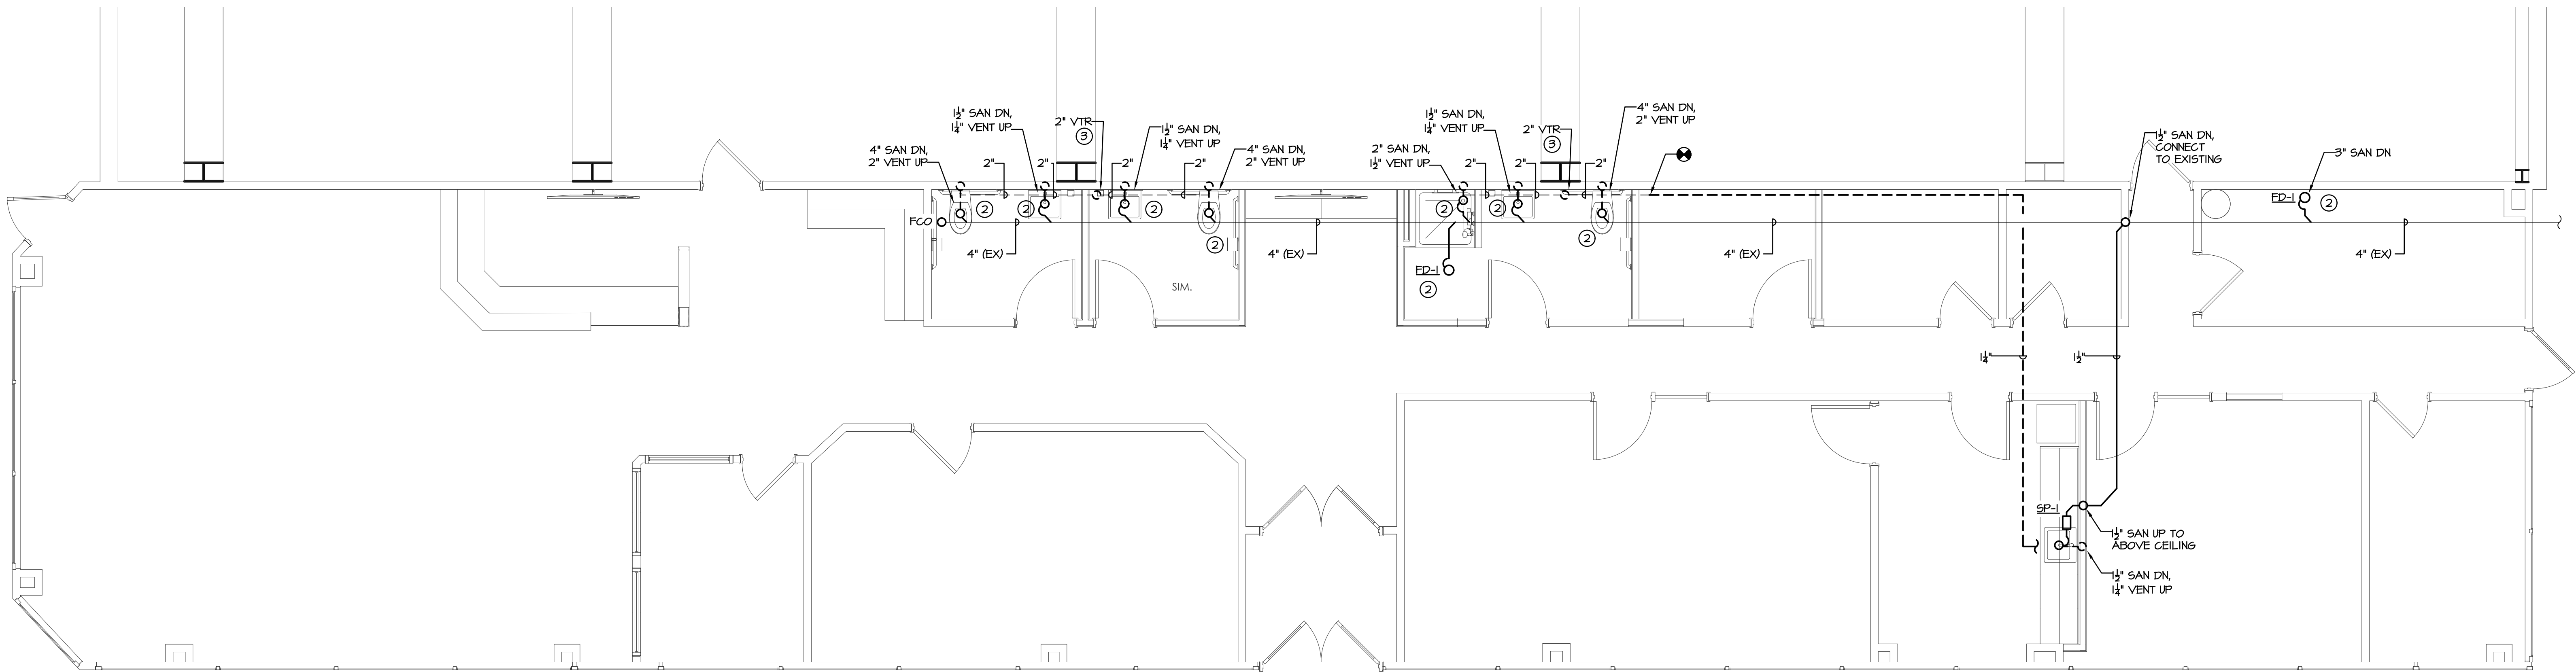 1½" SAN DN,
1¼" VENT UP
2" VTR
3
1½" SAN DN,
1¼" VENT UP
4" SAN DN,
2" VENT UP
2"
2"
2"
2"
4" SAN DN,
2" VENT UP
2
2
2
2
FCO
4" (EX)
SIM.
4" (EX)
1½" SAN DN,
1¼" VENT UP
2" VTR
3
4" SAN DN,
2" VENT UP
2" SAN DN,
1½" VENT UP
2"
2"
2"
2
2
2
FD-1
2
4" (EX)
1½" SAN DN,
CONNECT
TO EXISTING
3" SAN DN
FD-1
2
4" (EX)
1¼"
1½"
SP-1
1½" SAN UP TO
ABOVE CEILING
1½" SAN DN,
1¼" VENT UP